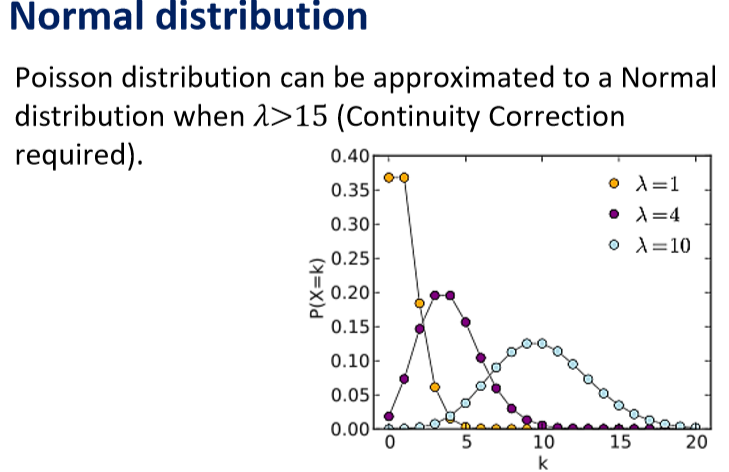 Normal distribution
Poisson distribution can be approximated to a Normal
distribution when λ>15 (Continuity Correction
required).
0.40
0.35
0.30
0.25
0.20
0.15
0.10
0.05
0.00
P(X=k)
λ=1
λ=4
λ=10
0 5 10 15 20
k